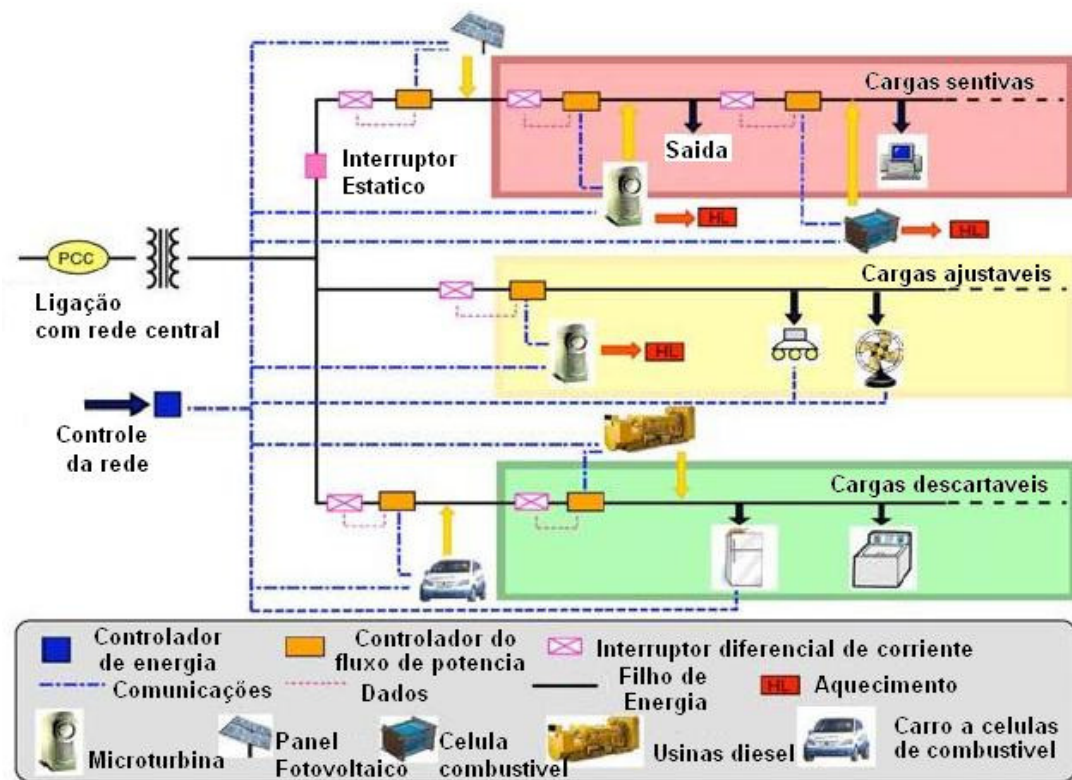 Cargas sentivas
Interruptor
Estatico
Saida
HL
HL
PCC
Ligação
com rede central
Cargas ajustaveis
HL
Controle
da rede
Cargas descartaveis
Controlador
de energia
Controlador do
fluxo de potencia
Interruptor diferencial de corriente
Comunicações
Dados
Filho de
Energia
HL
Aquecimento
Microturbina
Panel
Fotovoltaico
Celula
combustivel
Usinas diesel
Carro a celulas
de combustivel